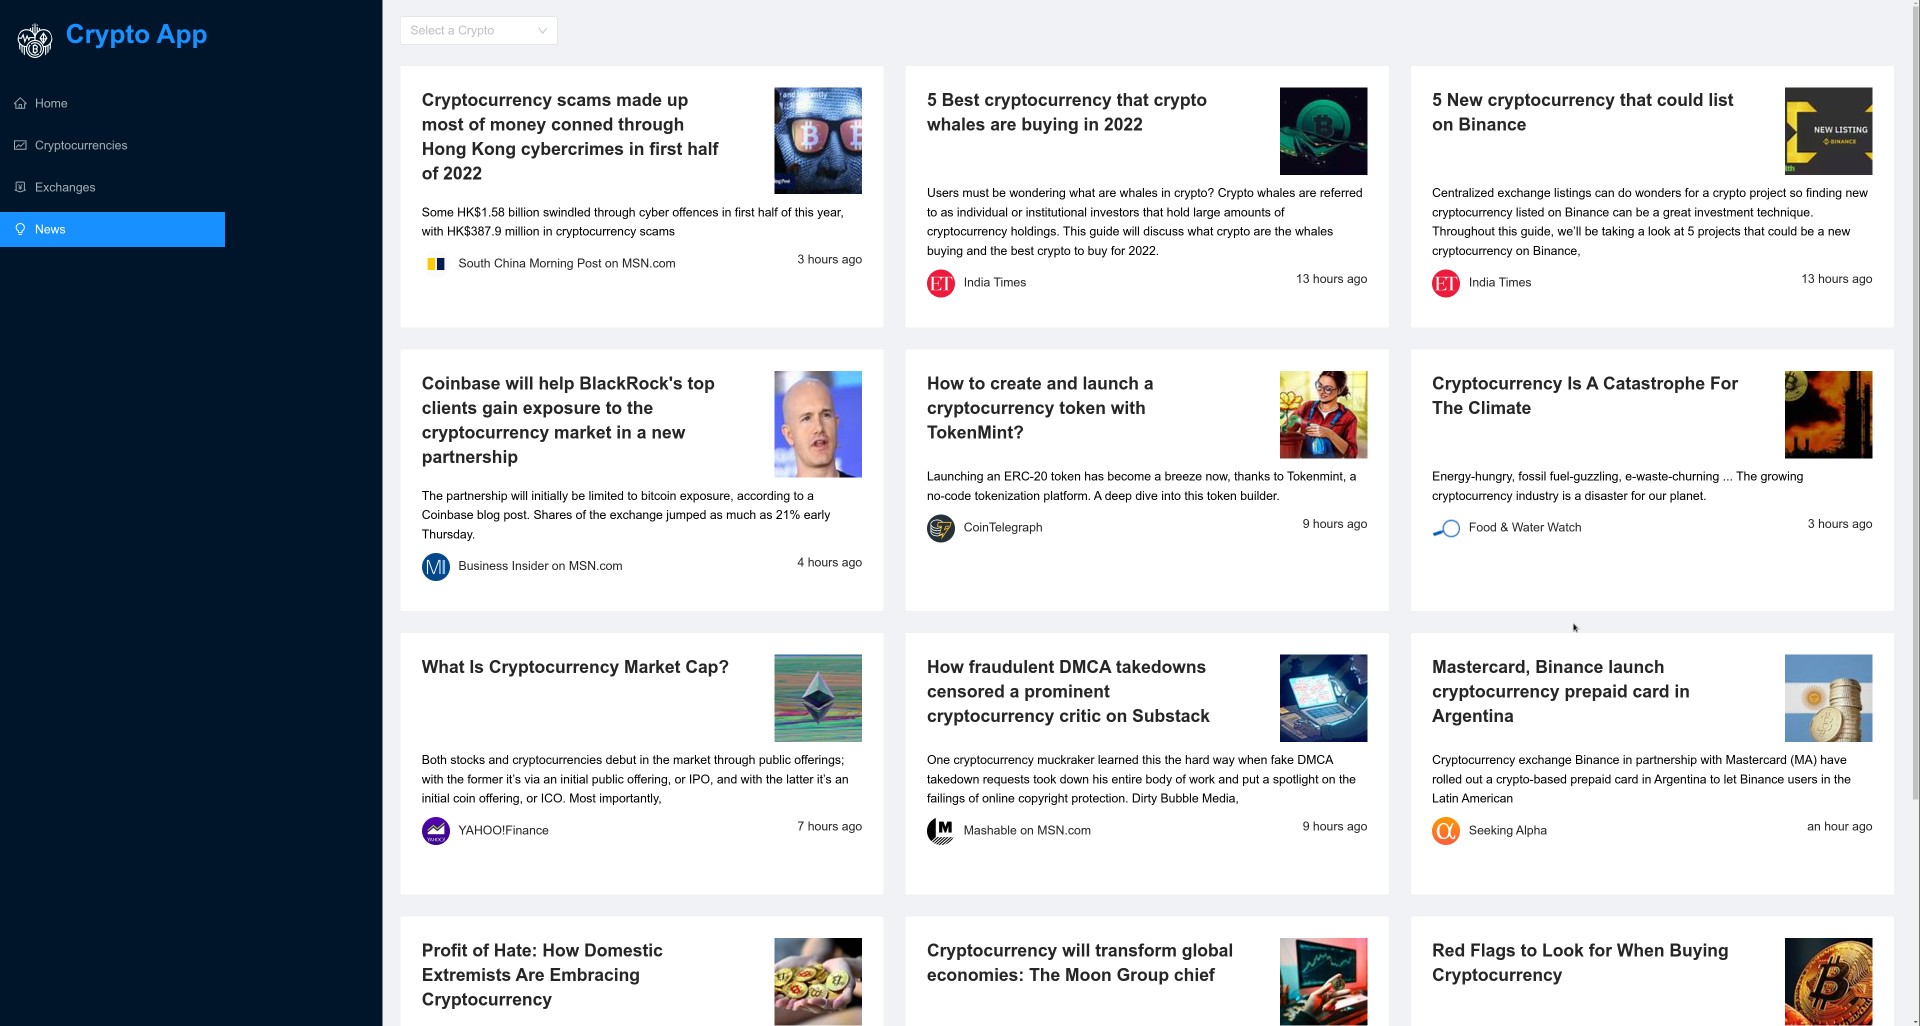 Crypto App
Home
Cryptocurrencies
Exchanges
News
Select a Crypto
Cryptocurrency scams made up
most of money conned through
Hong Kong cybercrimes in first half
of 2022
Some HK$1.58 billion swindled through cyber offences in first half of this year,
with HK$387.9 million in cryptocurrency scams
South China Morning Post on MSN.com
3 hours ago
5 Best cryptocurrency that crypto
whales are buying in 2022
Users must be wondering what are whales in crypto? Crypto whales are referred
to as individual or institutional investors that hold large amounts of
cryptocurrency holdings. This guide will discuss what crypto are the whales
buying and the best crypto to buy for 2022.
ET
India Times
13 hours ago
5 New cryptocurrency that could list
on Binance
NEW LISTING
BINANCE
Centralized exchange listings can do wonders for a crypto project so finding new
cryptocurrency listed on Binance can be a great investment technique.
Throughout this guide, we'll be taking a look at 5 projects that could be a new
cryptocurrency on Binance,
ET
India Times
13 hours ago
Coinbase will help BlackRock's top
clients gain exposure to the
cryptocurrency market in a new
partnership
The partnership will initially be limited to bitcoin exposure, according to a
Coinbase blog post. Shares of the exchange jumped as much as 21% early
Thursday.
MI
Business Insider on MSN.com
4 hours ago
How to create and launch a
cryptocurrency token with
TokenMint?
Launching an ERC-20 token has become a breeze now, thanks to Tokenmint, a
no-code tokenization platform. A deep dive into this token builder.
CoinTelegraph
9 hours ago
Cryptocurrency Is A Catastrophe For
The Climate
Energy-hungry, fossil fuel-guzzling, e-waste-churning ... The growing
cryptocurrency industry is a disaster for our planet.
Food & Water Watch
3 hours ago
What Is Cryptocurrency Market Cap?
Both stocks and cryptocurrencies debut in the market through public offerings;
with the former it's via an initial public offering, or IPO, and with the latter it's an
initial coin offering, or ICO. Most importantly,
YAHOO!Finance
7 hours ago
How fraudulent DMCA takedowns
censored a prominent
cryptocurrency critic on Substack
One cryptocurrency muckraker learned this the hard way when fake DMCA
takedown requests took down his entire body of work and put a spotlight on the
failings of online copyright protection. Dirty Bubble Media,
M
Mashable on MSN.com
9 hours ago
Mastercard, Binance launch
cryptocurrency prepaid card in
Argentina
Cryptocurrency exchange Binance in partnership with Mastercard (MA) have
rolled out a crypto-based prepaid card in Argentina to let Binance users in the
Latin American
α
Seeking Alpha
an hour ago
Profit of Hate: How Domestic
Extremists Are Embracing
Cryptocurrency
Cryptocurrency will transform global
economies: The Moon Group chief
Red Flags to Look for When Buying
Cryptocurrency